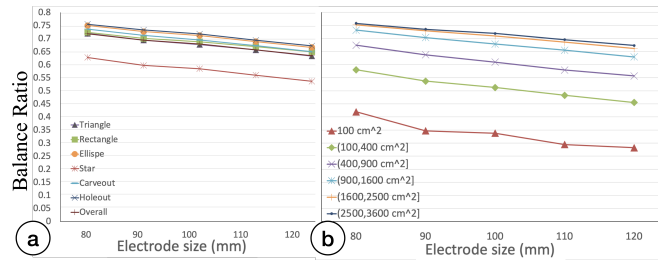 Balance Ratio
0.8
0.75
0.7
0.65
0.6
0.55
0.5
0.45
0.4
0.35
0.3
0.25
0.2
0.15
0.1
0.05
0
Triangle
Rectangle
Ellispe
Star
Carveout
Holeout
Overall
80 90 100 110 120
Electrode size (mm)
a
100 cm^2
(100,400 cm^2]
(400,900 cm^2]
(900,1600 cm^2]
(1600,2500 cm^2]
(2500,3600 cm^2]
80 90 100 110 120
Electrode size (mm)
b